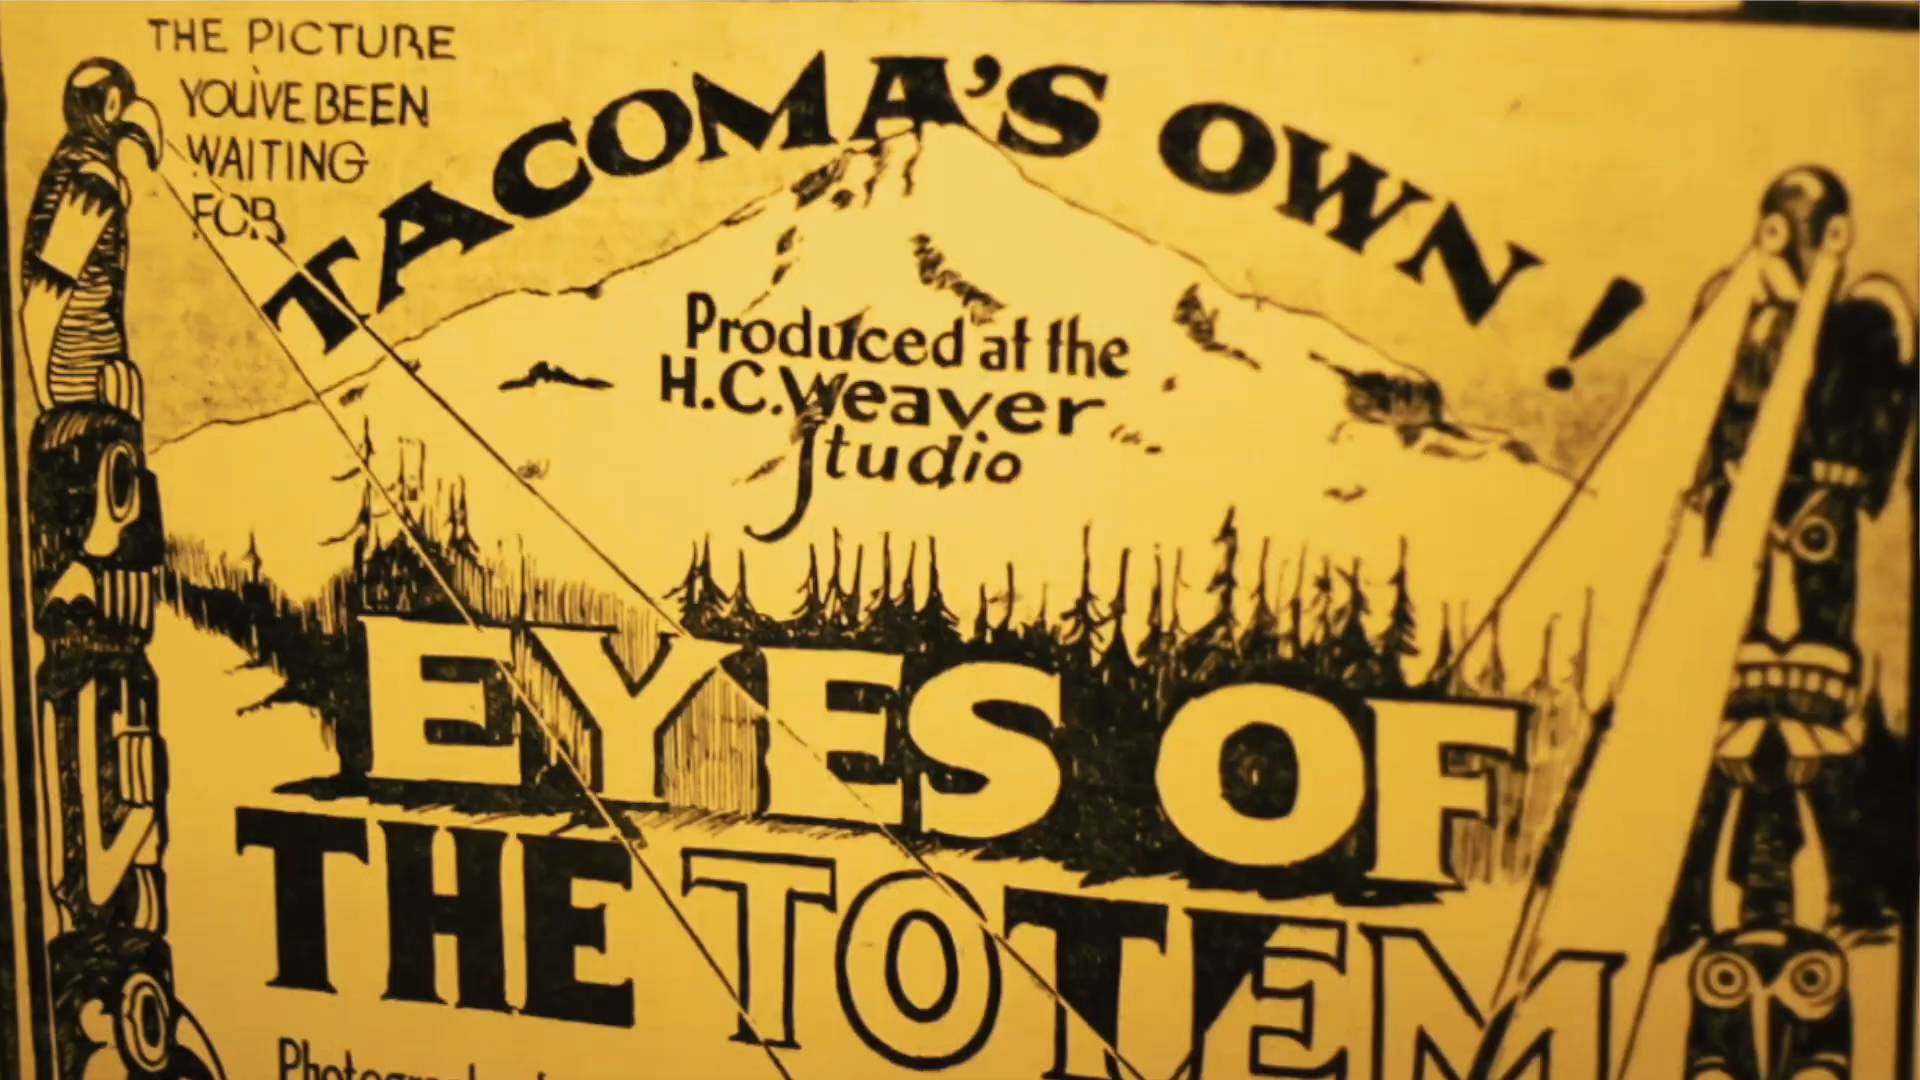 THE PICTURE
YOU'VE BEEN
WAITING
FOR
TACOMA'S OWN!
Produced at the
H.C. Weaver
Studio
EYES OF
THE TOTEM